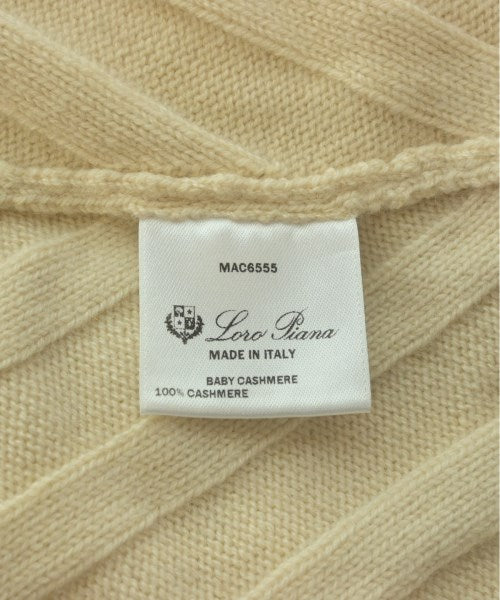 MAC6555
Loro Piana
MADE IN ITALY
BABY CASHMERE
100% CASHMERE